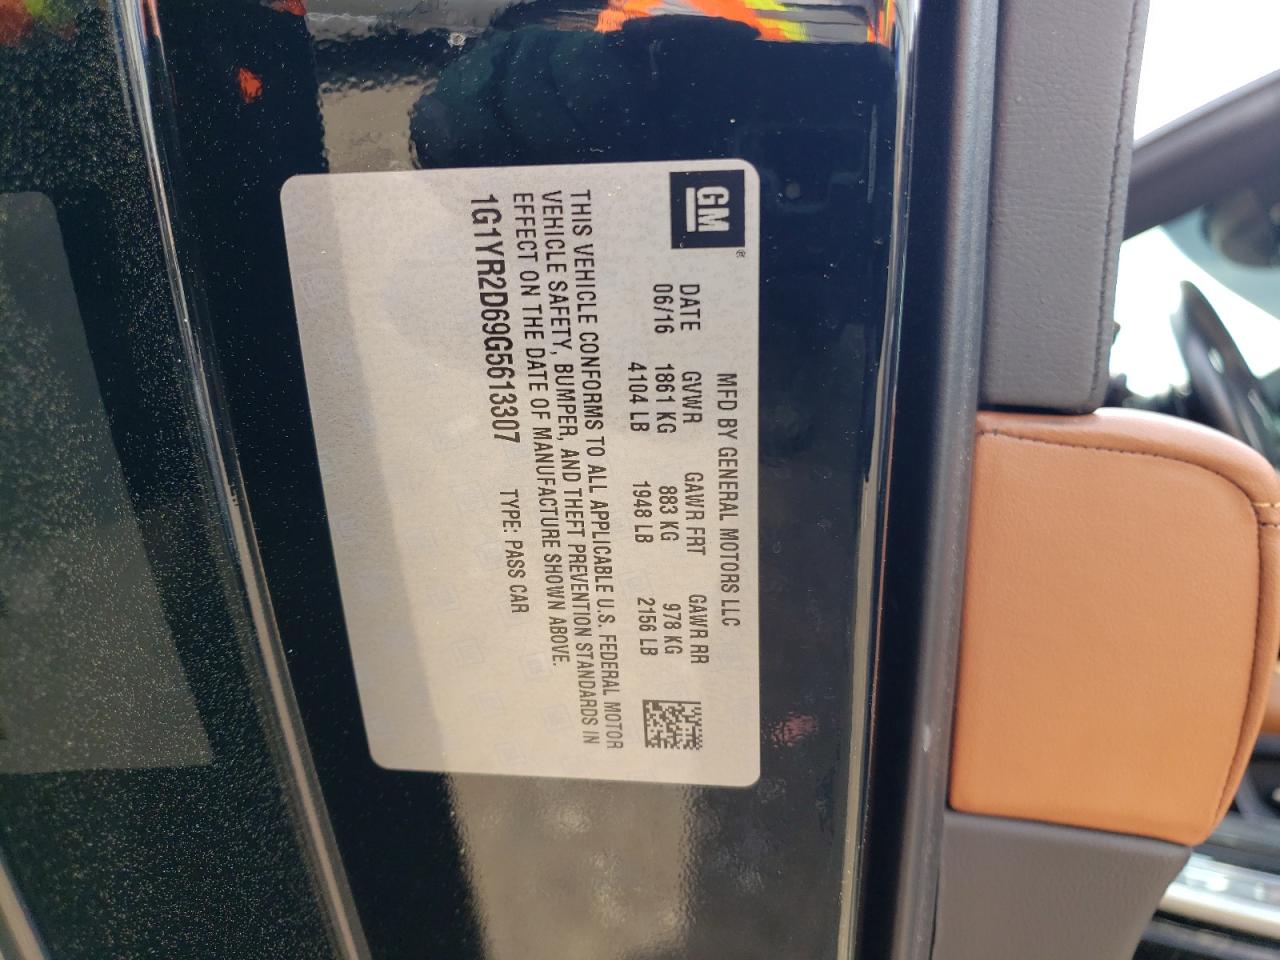 GM ®
MFD BY GENERAL MOTORS LLC
DATE GVWR GAWR FRT GAWR RR
06/16 1861 KG 883 KG 978 KG
4104 LB 1948 LB 2156 LB
THIS VEHICLE CONFORMS TO ALL APPLICABLE U.S. FEDERAL MOTOR
VEHICLE SAFETY, BUMPER, AND THEFT PREVENTION STANDARDS IN
EFFECT ON THE DATE OF MANUFACTURE SHOWN ABOVE.
1G1YR2D69G5613307 TYPE: PASS CAR